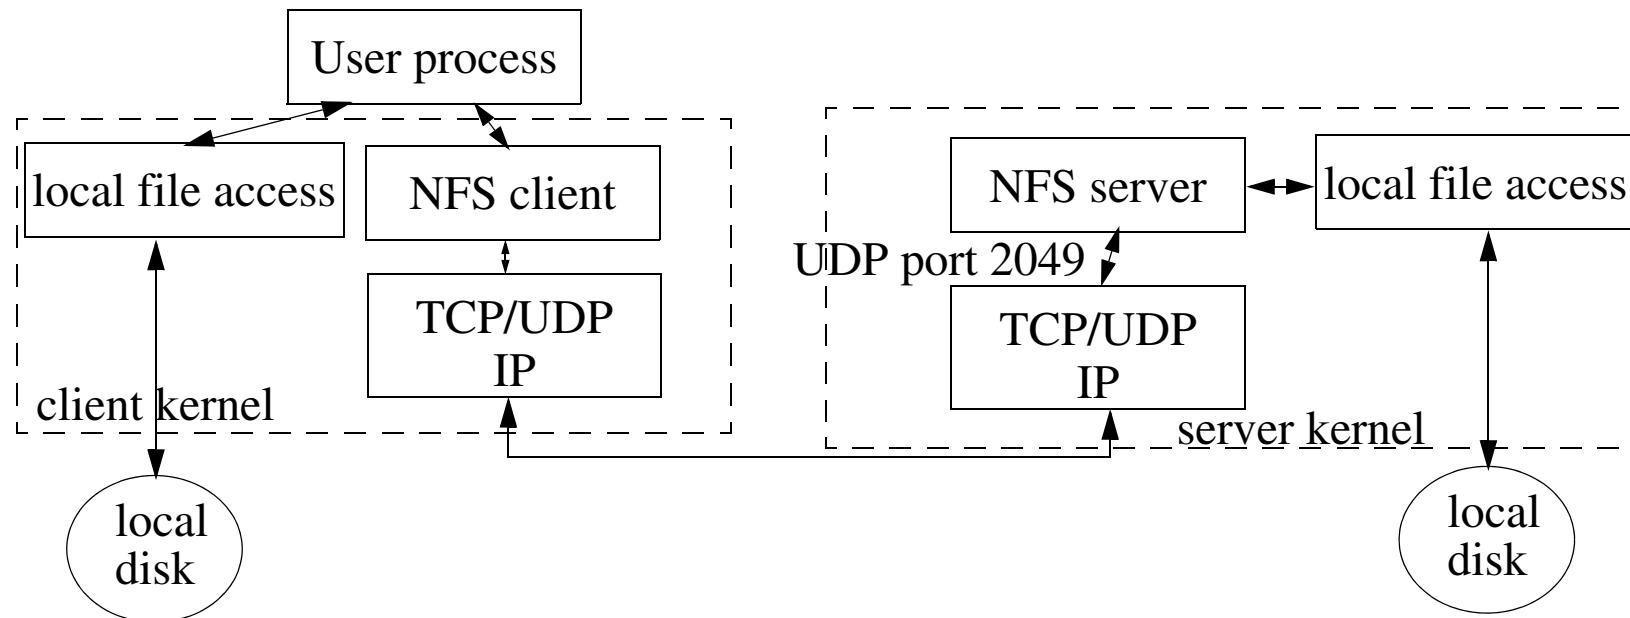 User process
local file access
NFS client
NFS server
local file access
UDP port 2049
TCP/UDP
IP
TCP/UDP
IP
client kernel
server kernel
local
disk
local
disk